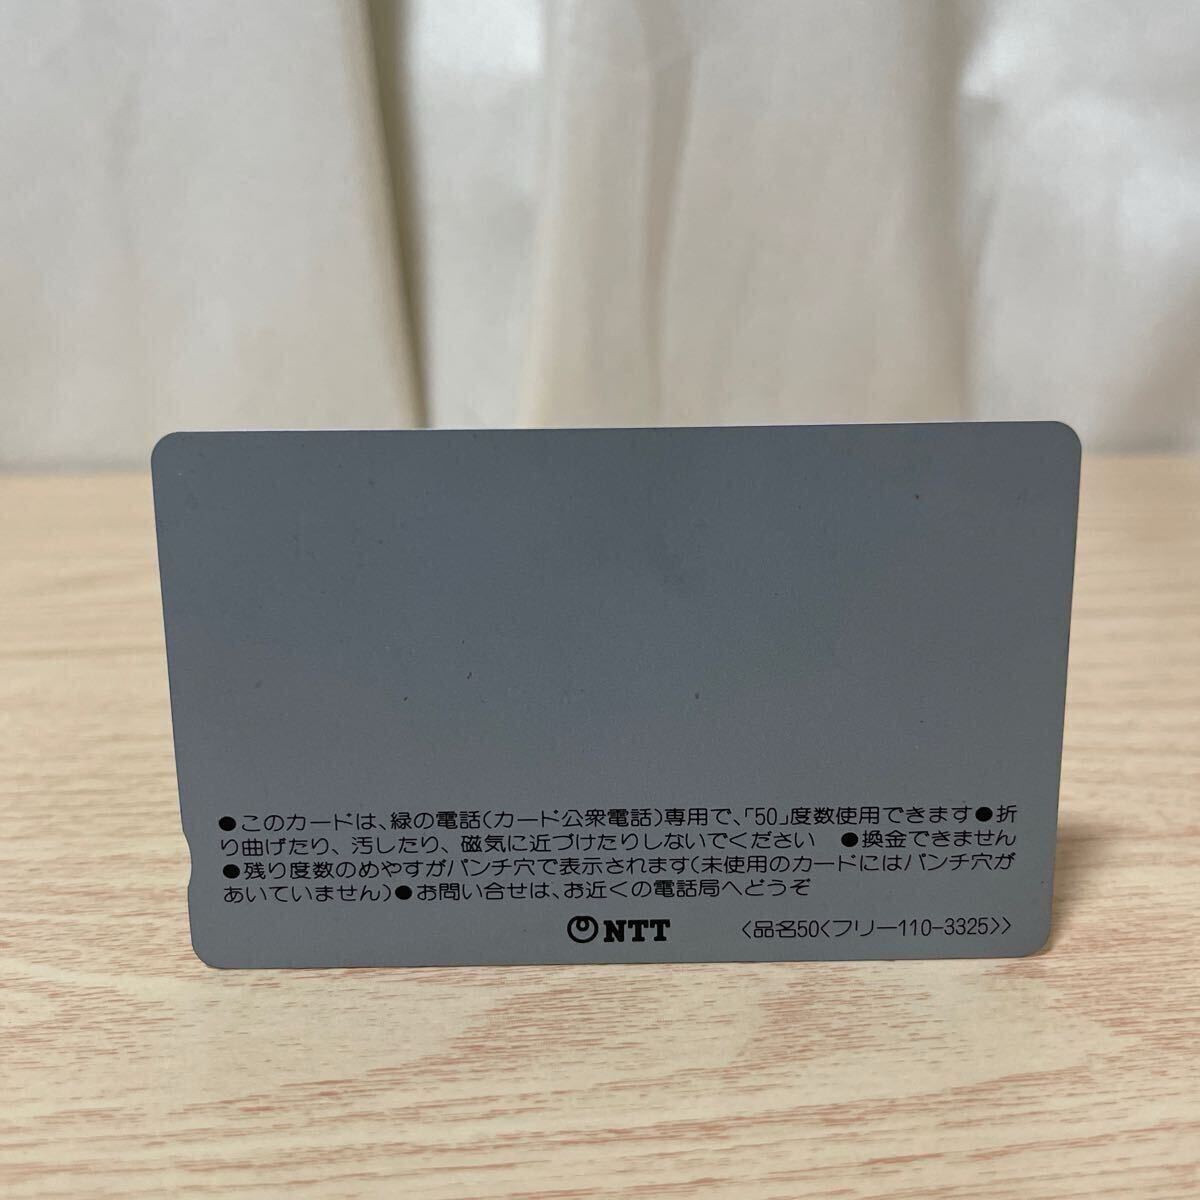 ●このカードは、緑の電話(カード公衆電話)専用で、｢50｣度数使用できます●折
り曲げたり、汚したり、磁気に近づけたりしないでください　●換金できません
●残り度数のめやすがパンチ穴で表示されます(未使用のカードにはパンチ穴が
あいていません)●お問い合せは、お近くの電話局へどうぞ
NTT 〈品名50〈フリー110-3325〉〉